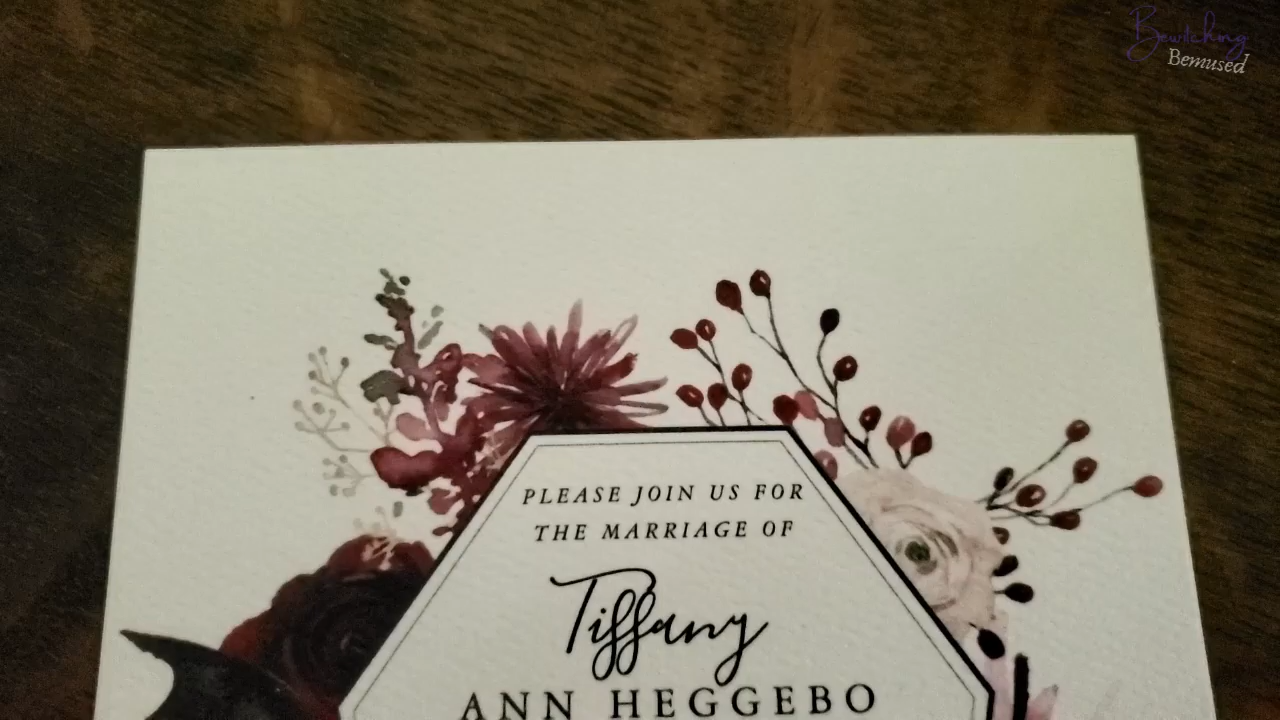 Bewitching
Bemused
PLEASE JOIN US FOR
THE MARRIAGE OF
Tiffany
ANN HEGGEBO